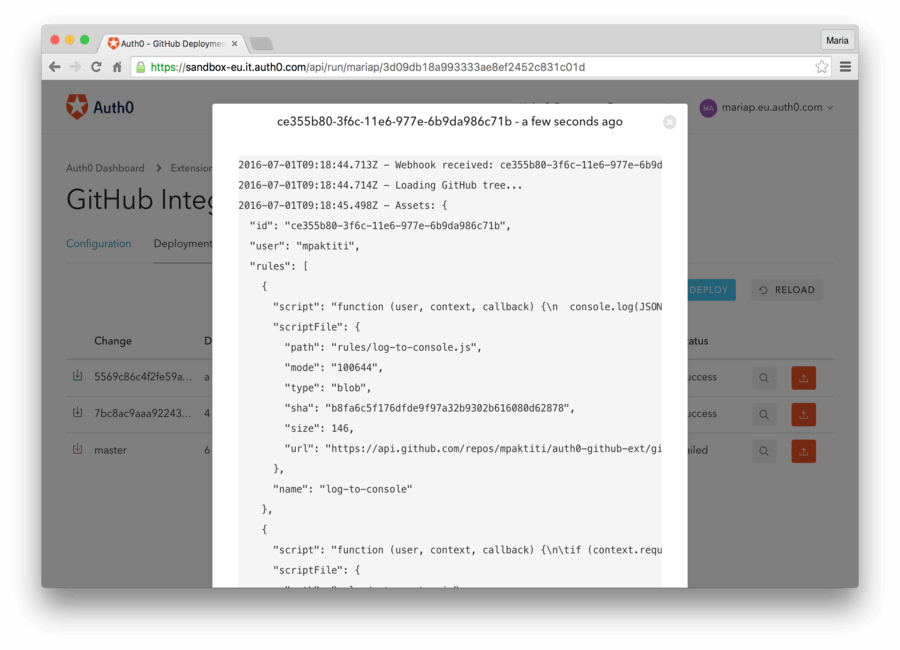 Auth0 - GitHub Deploymen
Maria
https://sandbox-eu.it.auth0.com/api/run/mariap/3d09db18a993333ae8ef2452c831c01d
Auth0
MA mariap.eu.auth0.com
ce355b80-3f6c-11e6-977e-6b9da986c71b - a few seconds ago
Auth0 Dashboard > Extension
GitHub Integ
Configuration Deployment
DEPLOY RELOAD
Change D atus
5569c86c4f2fe59a... a uccess
7bc8ac9aaa92243... 4 uccess
master 6 ailed
2016-07-01T09:18:44.713Z - Webhook received: ce355b80-3f6c-11e6-977e-6b9d
2016-07-01T09:18:44.714Z - Loading GitHub tree...
2016-07-01T09:18:45.498Z - Assets: {
"id": "ce355b80-3f6c-11e6-977e-6b9da986c71b",
"user": "mpaktiti",
"rules": [
{
"script": "function (user, context, callback) {\n  console.log(JSON
"scriptFile": {
"path": "rules/log-to-console.js",
"mode": "100644",
"type": "blob",
"sha": "b8fa6c5f176dfde9f97a32b9302b616080d62878",
"size": 146,
"url": "https://api.github.com/repos/mpaktiti/auth0-github-ext/gi
},
"name": "log-to-console"
},
{
"script": "function (user, context, callback) {\n\tif (context.requ
"scriptFile": {